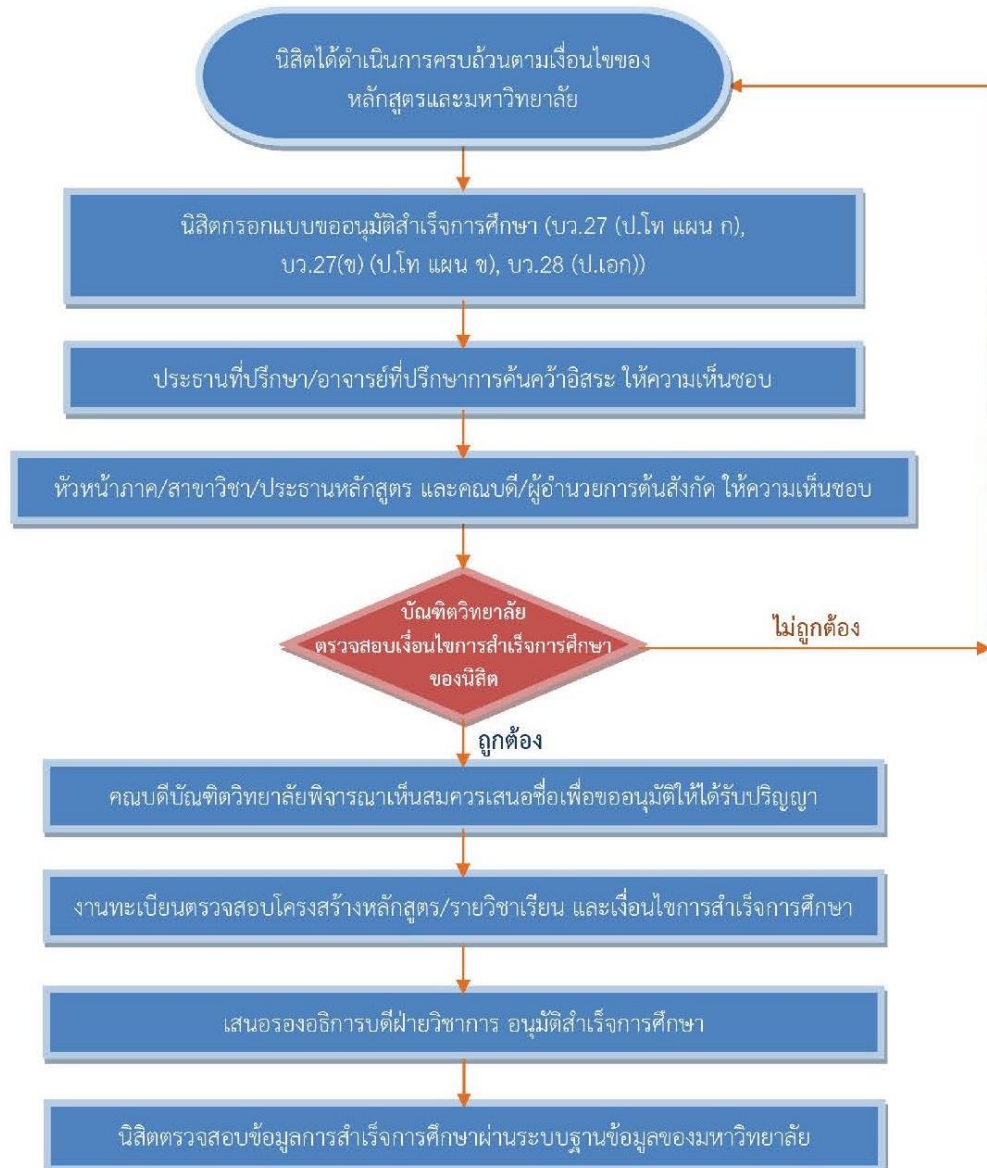 นิสิตได้ดำเนินการครบถ้วนตามเงื่อนไขของ
หลักสูตรและมหาวิทยาลัย
นิสิตกรอกแบบขออนุมัติสำเร็จการศึกษา (บว.27 (ป.โท แผน ก),
บว.27(ข) (ป.โท แผน ข), บว.28 (ป.เอก))
ประธานที่ปรึกษา/อาจารย์ที่ปรึกษาการค้นคว้าอิสระ ให้ความเห็นชอบ
หัวหน้าภาค/สาขาวิชา/ประธานหลักสูตร และคณบดี/ผู้อำนวยการต้นสังกัด ให้ความเห็นชอบ
บัณฑิตวิทยาลัย
ตรวจสอบเงื่อนไขการสำเร็จการศึกษา
ของนิสิต
ไม่ถูกต้อง
ถูกต้อง
คณบดีบัณฑิตวิทยาลัยพิจารณาเห็นสมควรเสนอชื่อเพื่อขออนุมัติให้ได้รับปริญญา
งานทะเบียนตรวจสอบโครงสร้างหลักสูตร/รายวิชาเรียน และเงื่อนไขการสำเร็จการศึกษา
เสนอรองอธิการบดีฝ่ายวิชาการ อนุมัติสำเร็จการศึกษา
นิสิตตรวจสอบข้อมูลการสำเร็จการศึกษาผ่านระบบฐานข้อมูลของมหาวิทยาลัย